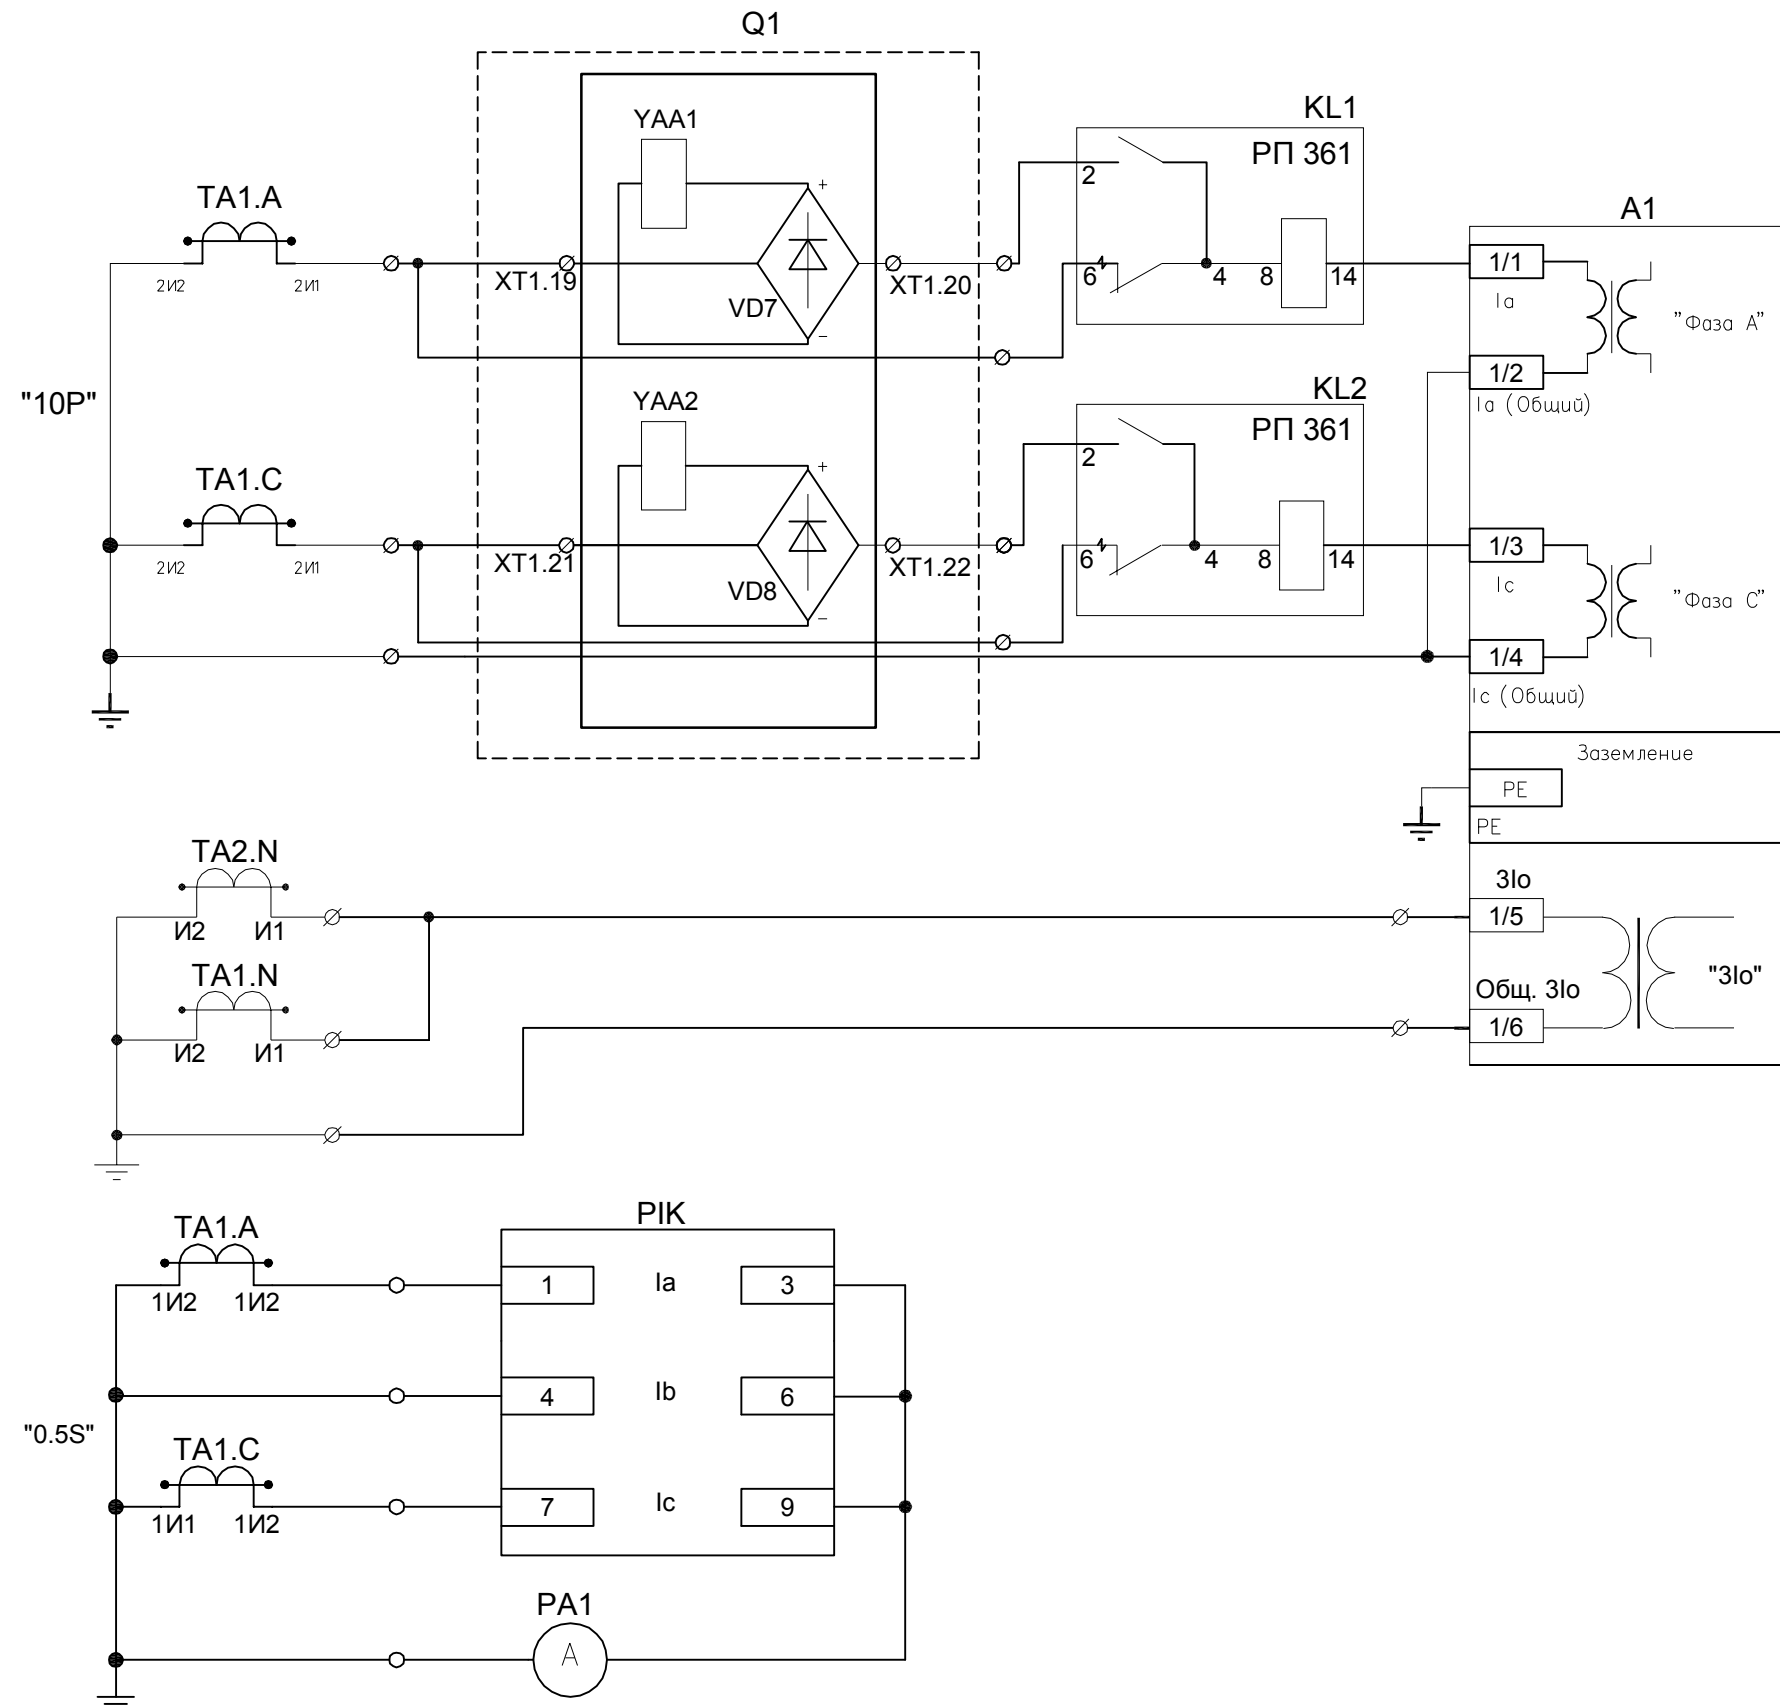 Q1
YAA1
KL1
РП 361
2
TA1.A
+
A1
2И2
2И1
XT1.19
XT1.20
6
4
8
14
1/1
Ia
VD7
−
"Фаза А"
1/2
Iа (Общий)
"10P"
YAA2
KL2
РП 361
2
TA1.C
+
2И2
2И1
XT1.21
XT1.22
6
4
8
14
1/3
Ic
VD8
−
"Фаза С"
1/4
Ic (Общий)
Заземление
PE
PE
TA2.N
И2
И1
3Io
1/5
TA1.N
И2
И1
Общ. 3Io
"3Io"
1/6
PIK
TA1.A
1И2
1И2
1
Ia
3
4
Ib
6
"0.5S"
TA1.C
1И1
1И2
7
Ic
9
PA1
A